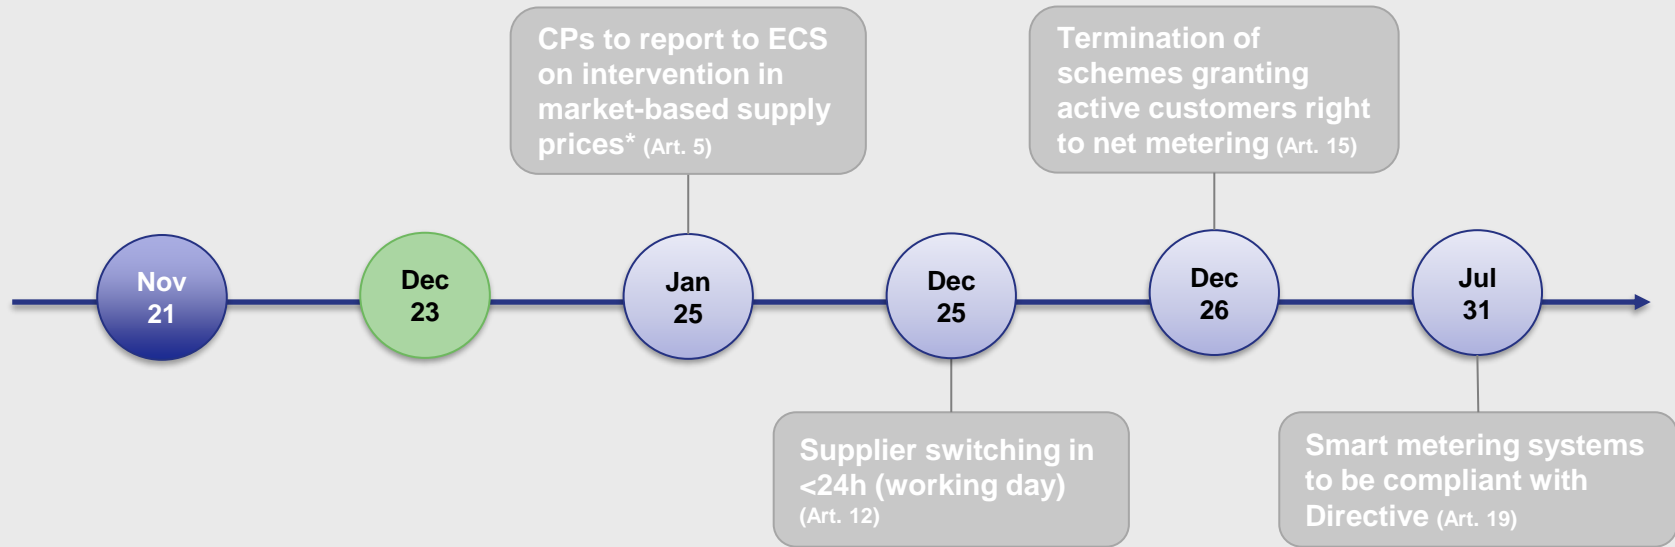 CPs to report to ECS
on intervention in
market-based supply
prices* (Art. 5)
Termination of
schemes granting
active customers right
to net metering (Art. 15)
Nov
21
Dec
23
Jan
25
Dec
25
Dec
26
Jul
31
Supplier switching in
<24h (working day)
(Art. 12)
Smart metering systems
to be compliant with
Directive (Art. 19)